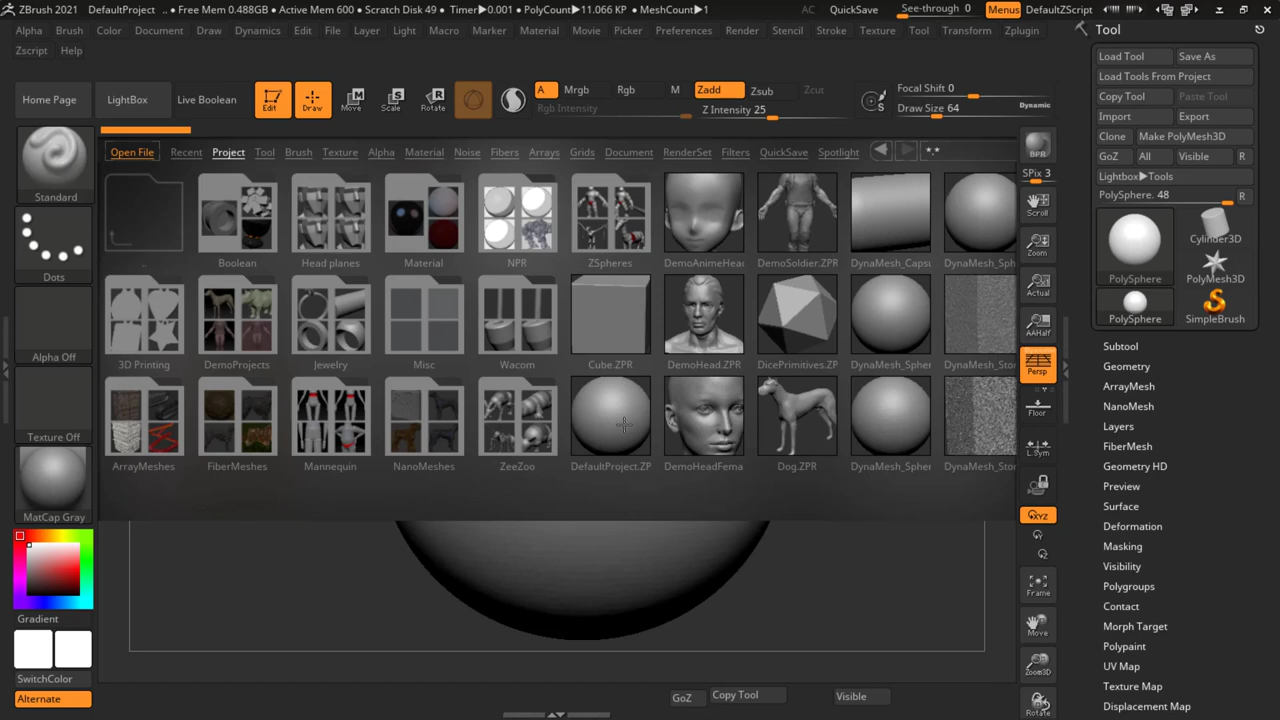 ZBrush 2021 DefaultProject .. • Free Mem 0.488GB • Active Mem 600 • Scratch Disk 49 • Timer▶0.001 • PolyCount▶11.066 KP • MeshCount▶1 AC QuickSave See-through 0 Menus DefaultZScript
Alpha Brush Color Document Draw Dynamics Edit File Layer Light Macro Marker Material Movie Picker Preferences Render Stencil Stroke Texture Tool Transform Zplugin
Zscript Help
Home Page LightBox Live Boolean Edit Draw Move Scale Rotate A Mrgb Rgb M Zadd Zsub Zcut Focal Shift 0
Rgb Intensity Z Intensity 25 S Draw Size 64 Dynamic
Open File Recent Project Tool Brush Texture Alpha Material Noise Fibers Arrays Grids Document RenderSet Filters QuickSave Spotlight *.*
Boolean Head planes Material NPR ZSpheres DemoAnimeHea DemoSoldier.ZPR DynaMesh_Capsu DynaMesh_Sph
3D Printing DemoProjects Jewelry Misc Wacom Cube.ZPR DemoHead.ZPR DicePrimitives.ZP DynaMesh_Spher DynaMesh_Stor
ArrayMeshes FiberMeshes Mannequin NanoMeshes ZeeZoo DefaultProject.ZP DemoHeadFema Dog.ZPR DynaMesh_Spher DynaMesh_Stor
Standard
Dots
Alpha Off
Texture Off
MatCap Gray
Gradient
SwitchColor
Alternate
BPR
SPix 3
Scroll
Zoom
Actual
AAHalf
Persp
Floor
L.Sym
XYZ
Frame
Move
Zoom3D
Rotate
GoZ Copy Tool Visible
Tool
Load Tool Save As
Load Tools From Project
Copy Tool Paste Tool
Import Export
Clone Make PolyMesh3D
GoZ All Visible R
Lightbox▶Tools
PolySphere. 48 R
PolySphere Cylinder3D
PolyMesh3D
PolySphere SimpleBrush
Subtool
Geometry
ArrayMesh
NanoMesh
Layers
FiberMesh
Geometry HD
Preview
Surface
Deformation
Masking
Visibility
Polygroups
Contact
Morph Target
Polypaint
UV Map
Texture Map
Displacement Map